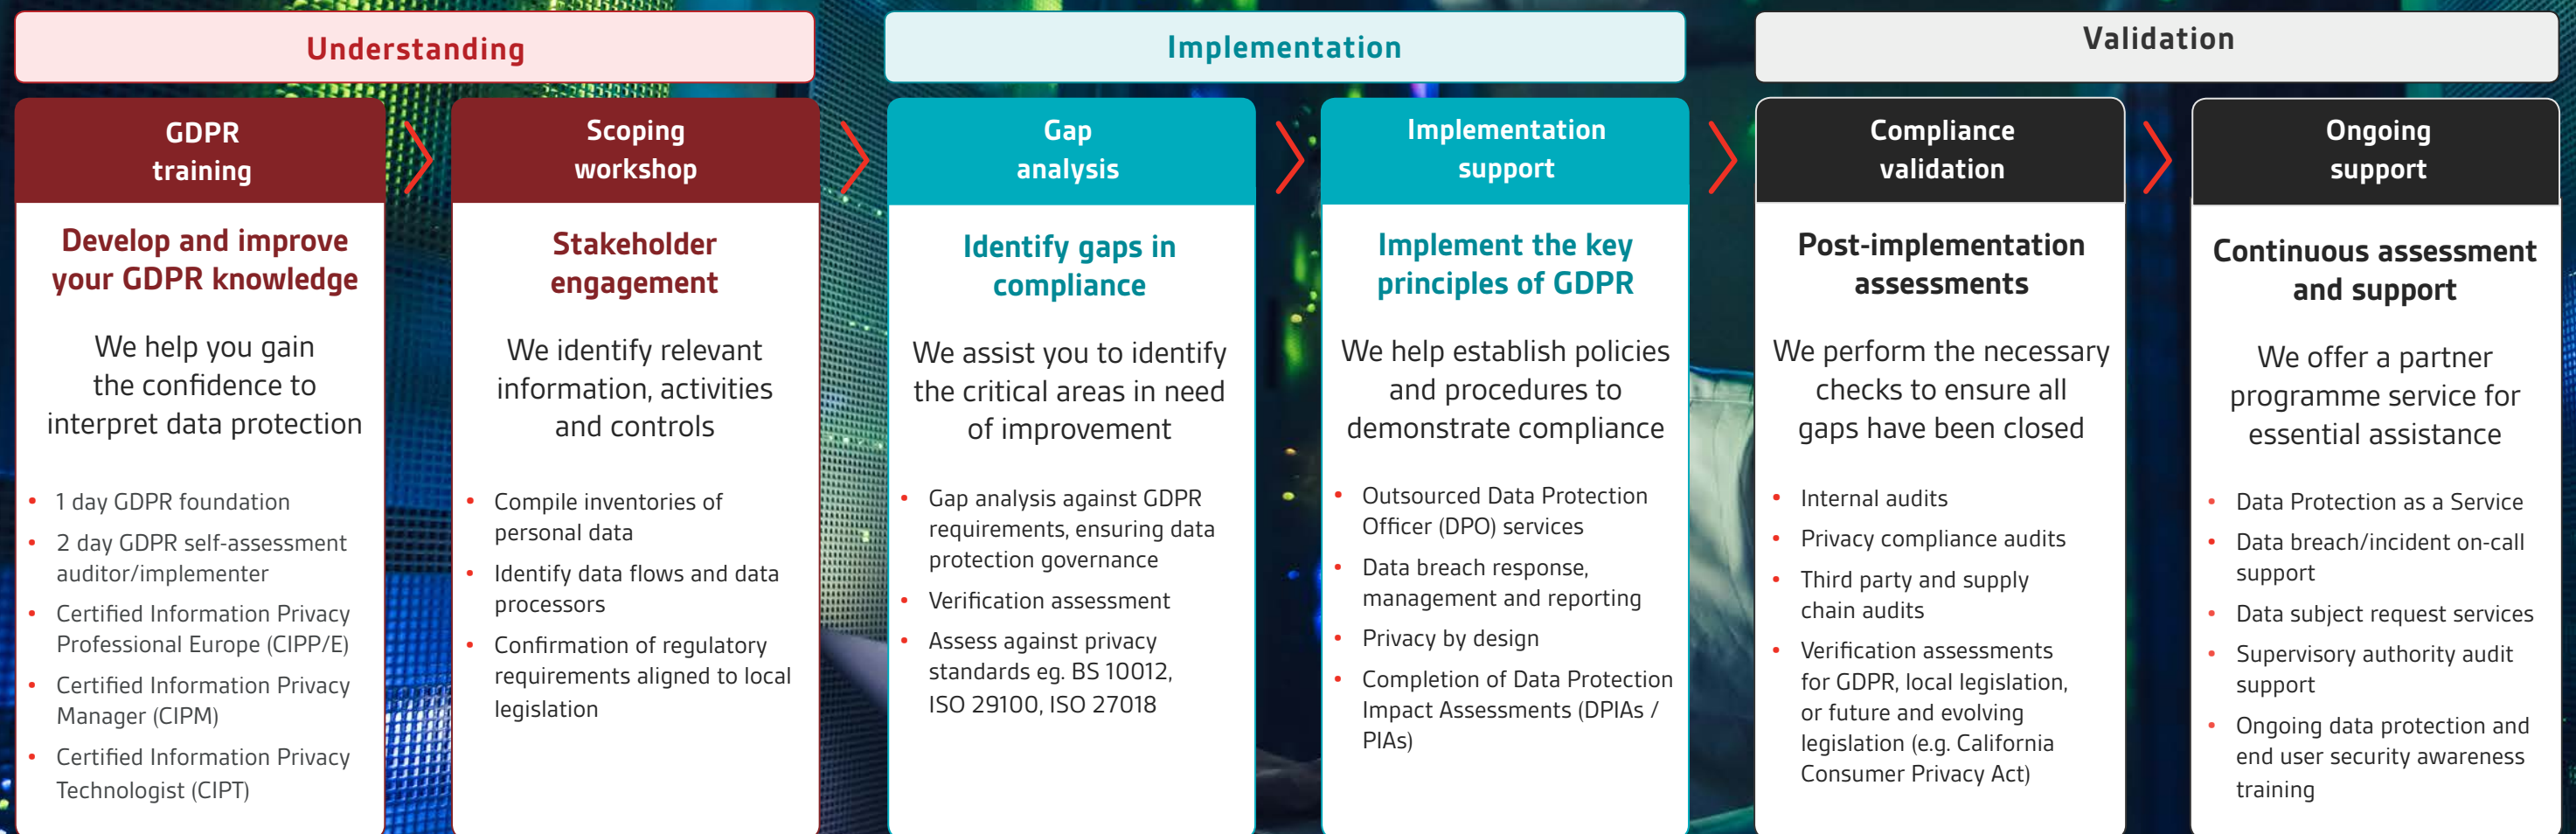 Understanding
Implementation
Validation
GDPR
training
Develop and improve
your GDPR knowledge
We help you gain
the confidence to
interpret data protection
• 1 day GDPR foundation
• 2 day GDPR self-assessment
auditor/implementer
• Certified Information Privacy
Professional Europe (CIPP/E)
• Certified Information Privacy
Manager (CIPM)
• Certified Information Privacy
Technologist (CIPT)
Scoping
workshop
Stakeholder
engagement
We identify relevant
information, activities
and controls
• Compile inventories of
personal data
• Identify data flows and data
processors
• Confirmation of regulatory
requirements aligned to local
legislation
Gap
analysis
Identify gaps in
compliance
We assist you to identify
the critical areas in need
of improvement
• Gap analysis against GDPR
requirements, ensuring data
protection governance
• Verification assessment
• Assess against privacy
standards eg. BS 10012,
ISO 29100, ISO 27018
Implementation
support
Implement the key
principles of GDPR
We help establish policies
and procedures to
demonstrate compliance
• Outsourced Data Protection
Officer (DPO) services
• Data breach response,
management and reporting
• Privacy by design
• Completion of Data Protection
Impact Assessments (DPIAs /
PIAs)
Compliance
validation
Post-implementation
assessments
We perform the necessary
checks to ensure all
gaps have been closed
• Internal audits
• Privacy compliance audits
• Third party and supply
chain audits
• Verification assessments
for GDPR, local legislation,
or future and evolving
legislation (e.g. California
Consumer Privacy Act)
Ongoing
support
Continuous assessment
and support
We offer a partner
programme service for
essential assistance
• Data Protection as a Service
• Data breach/incident on-call
support
• Data subject request services
• Supervisory authority audit
support
• Ongoing data protection and
end user security awareness
training